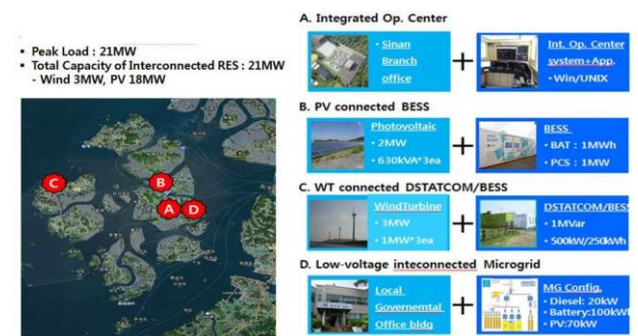 ▪ Peak Load : 21MW
▪ Total Capacity of Interconnected RES : 21MW
- Wind 3MW, PV 18MW
C
B
A
D
A. Integrated Op. Center
• Sinan
Branch
office
+
Int. Op. Center
system+App.
• Win/UNIX
B. PV connected BESS
Photovoltaic
• 2MW
• 630kVA*3ea
+
BESS
• BAT : 1MWh
• PCS : 1MW
C. WT connected DSTATCOM/BESS
WindTurbine
• 3MW
• 1MW*3ea
+
DSTATCOM/BES
• 1MVar
• 500kW/250kWh
D. Low-voltage inteconnected Microgrid
Local
Governemtal
Office bldg
+
MG Config.
• Diesel: 20kW
• Battery:100kW
• PV:70kW